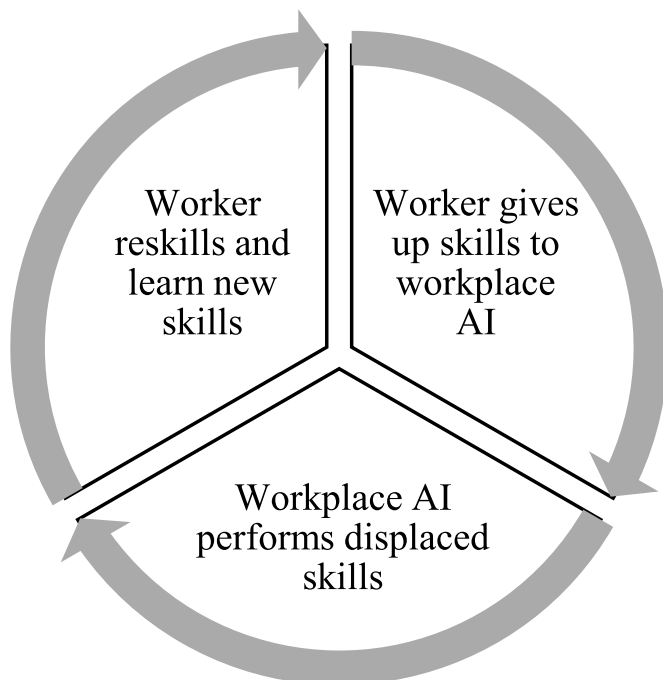 Worker
reskills and
learn new
skills
Worker gives
up skills to
workplace
AI
Workplace AI
performs displaced
skills